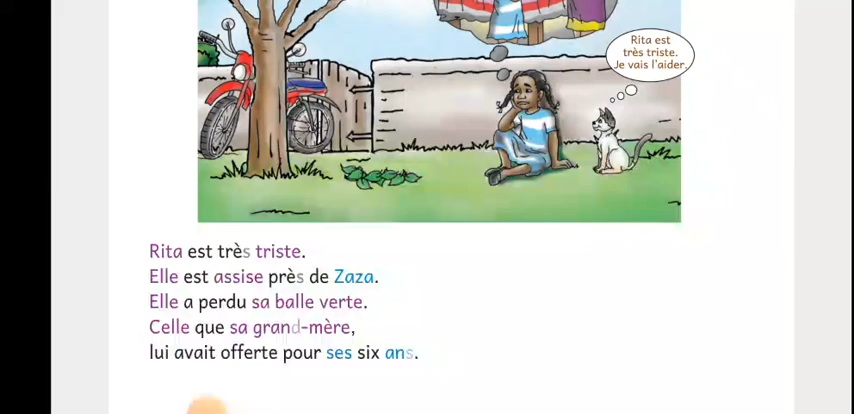 Rita est
très triste.
Je vais l'aider.
Rita est très triste.
Elle est assise près de Zaza.
Elle a perdu sa balle verte.
Celle que sa grand-mère,
lui avait offerte pour ses six ans.